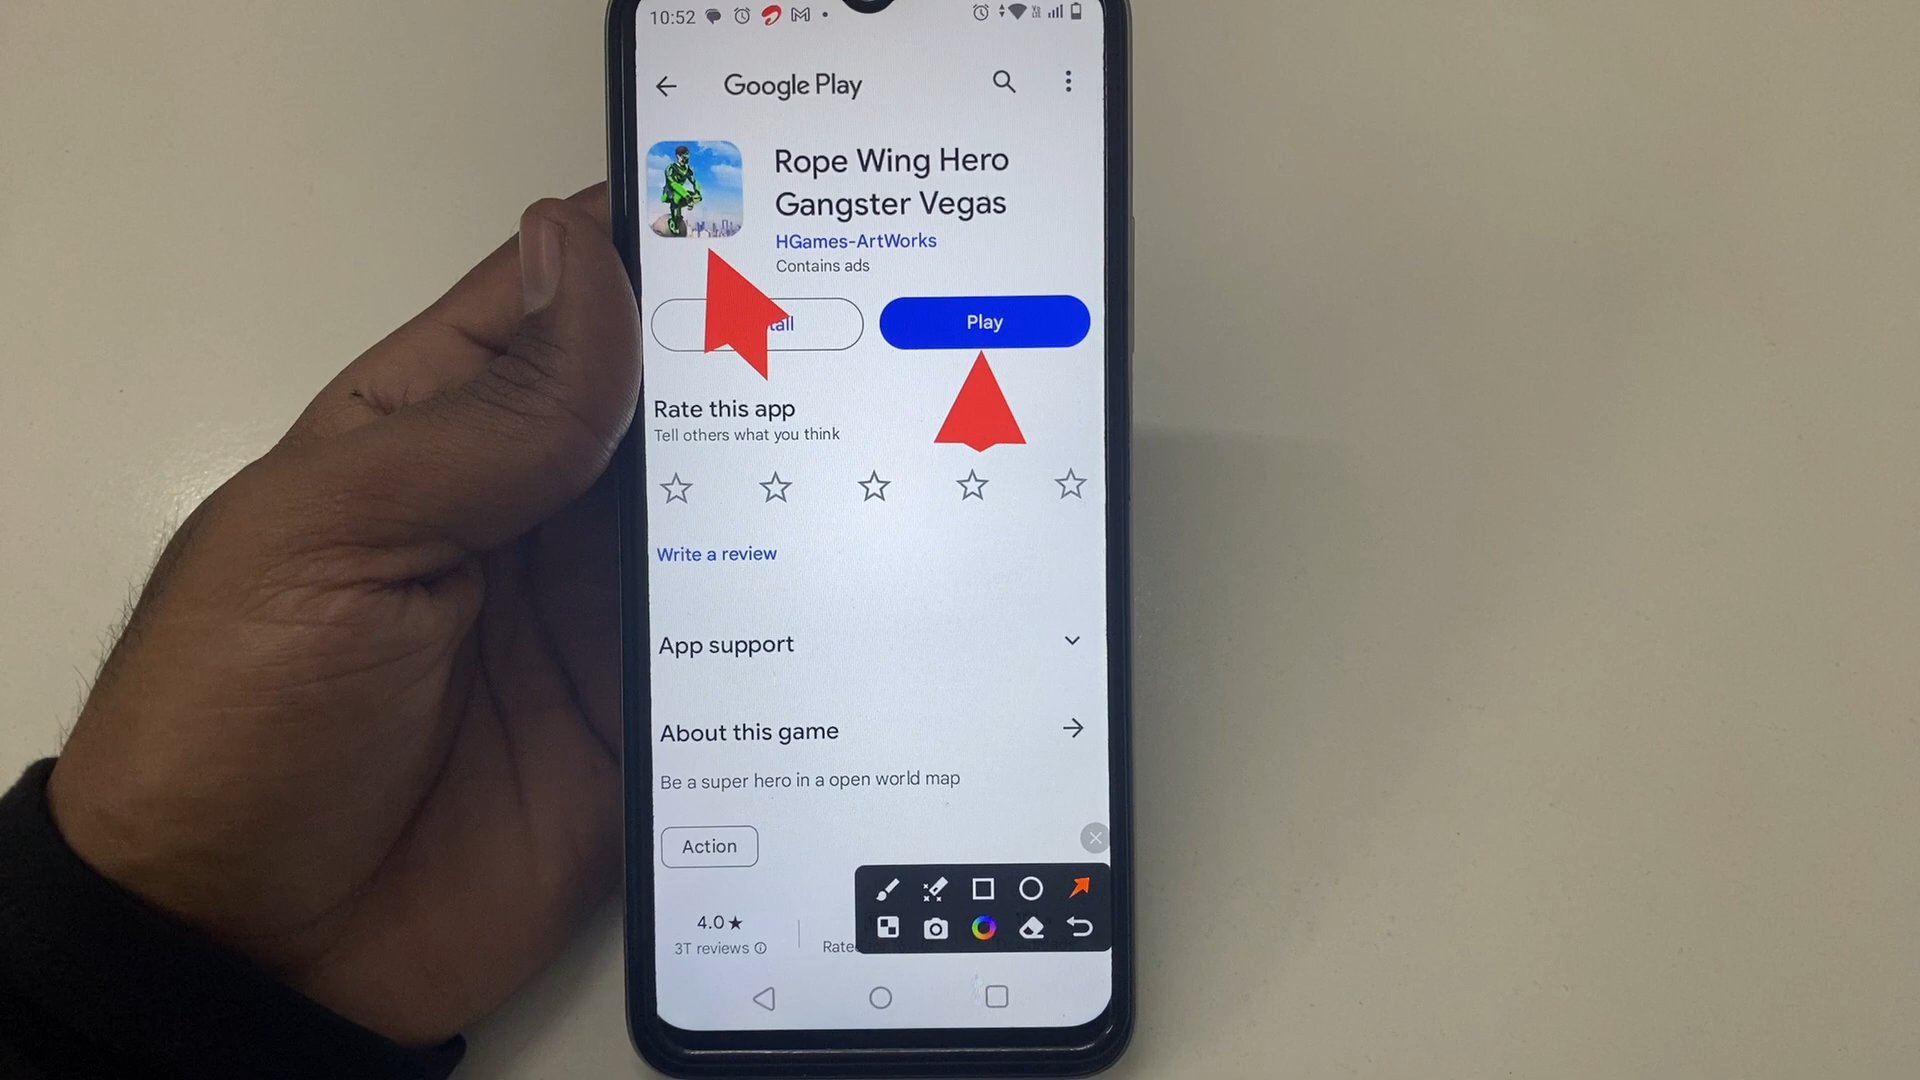 10:52
Google Play
Rope Wing Hero
Gangster Vegas
HGames-ArtWorks
Contains ads
Play
Rate this app
Tell others what you think
Write a review
App support
About this game
Be a super hero in a open world map
Action
4.0★
3T reviews